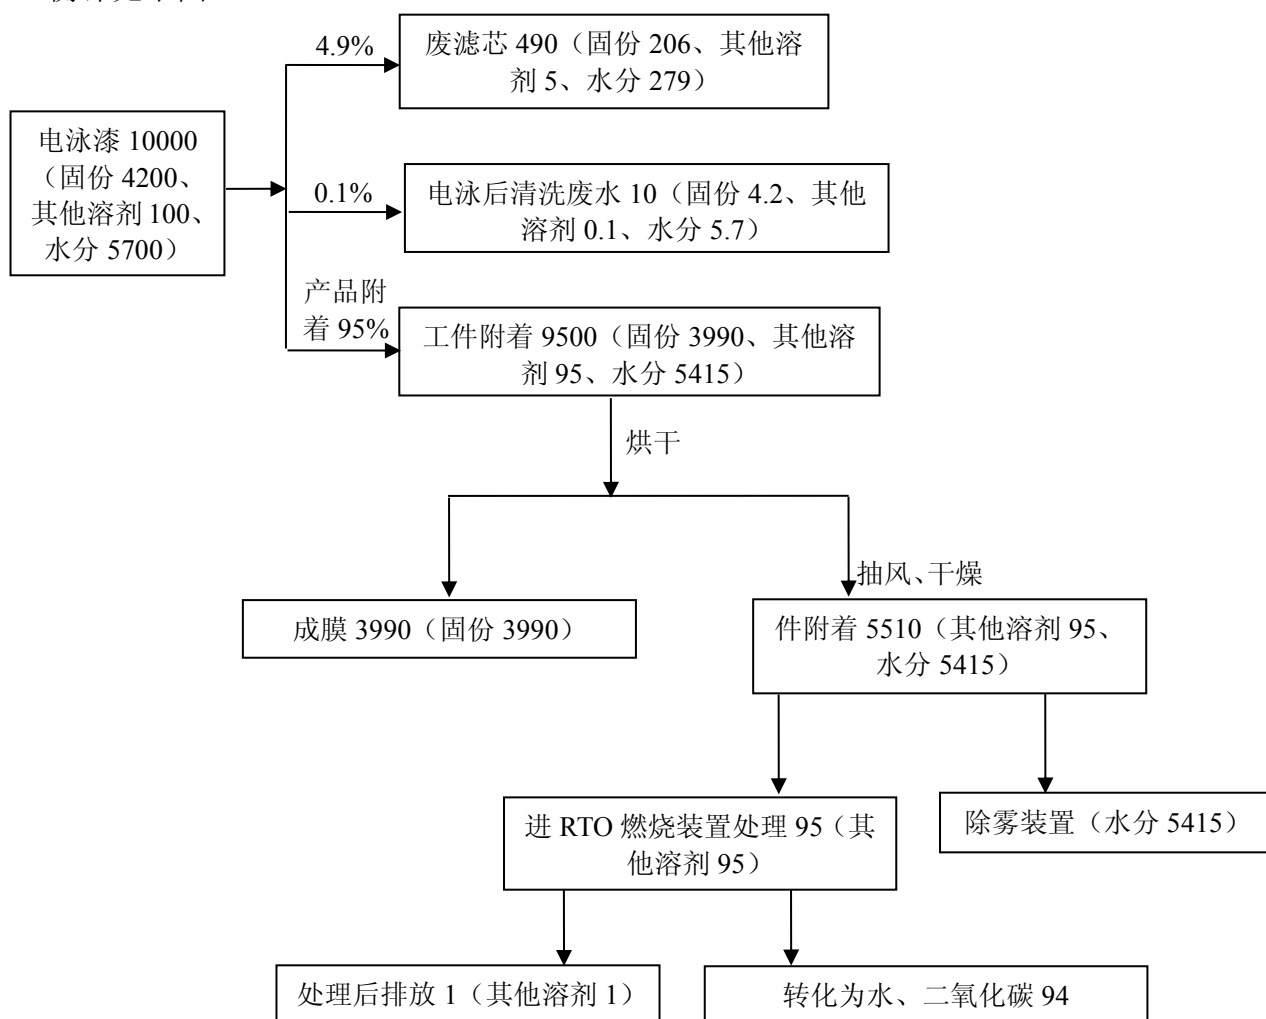 4.9%
废滤芯 490（固份 206、其他溶
剂 5、水分 279）
电泳漆 10000
（固份 4200、
其他溶剂 100、
水分 5700）
0.1%
电泳后清洗废水 10（固份 4.2、其他
溶剂 0.1、水分 5.7）
产品附
着 95%
工件附着 9500（固份 3990、其他溶
剂 95、水分 5415）
烘干
抽风、干燥
成膜 3990（固份 3990）
件附着 5510（其他溶剂 95、
水分 5415）
进 RTO 燃烧装置处理 95（其
他溶剂 95）
除雾装置（水分 5415）
处理后排放 1（其他溶剂 1）
转化为水、二氧化碳 94